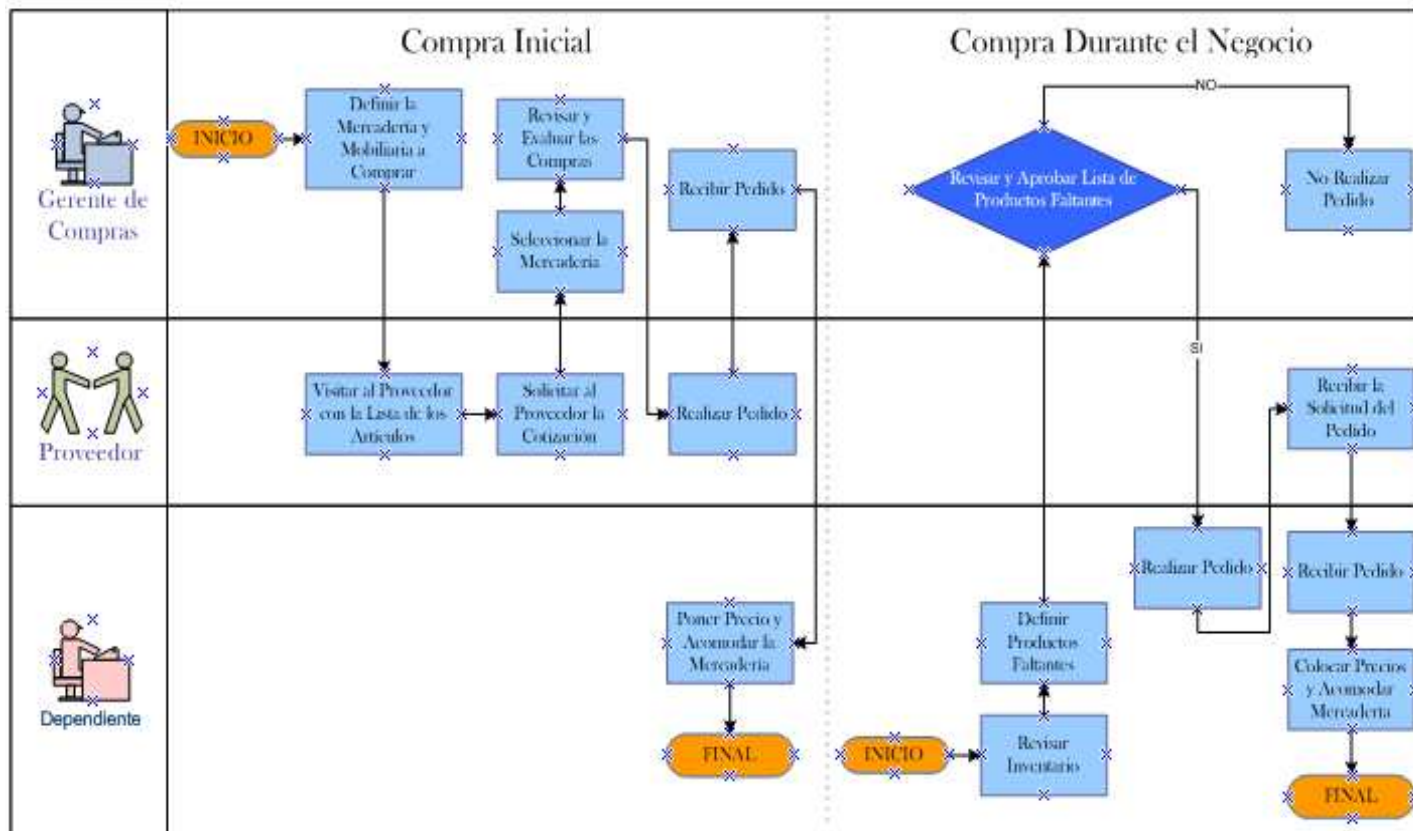 Compra Inicial
Compra Durante el Negocio
Gerente de
Compras
INICIO
Definir la
Mercadería y
Mobiliaria a
Comprar
Revisar y
Evaluar las
Compras
Seleccionar la
Mercadería
Recibir Pedido
NO
Revisar y Aprobar Lista de
Productos Faltantes
No Realizar
Pedido
Proveedor
Visitar al Proveedor
con la Lista de los
Artículos
Solicitar al
Proveedor la
Cotización
Realizar Pedido
SI
Recibir la
Solicitud del
Pedido
Dependiente
Poner Precio y
Acomodar la
Mercadería
FINAL
INICIO
Revisar
Inventario
Definir
Productos
Faltantes
Realizar Pedido
Recibir Pedido
Colocar Precios
y Acomodar
Mercadería
FINAL